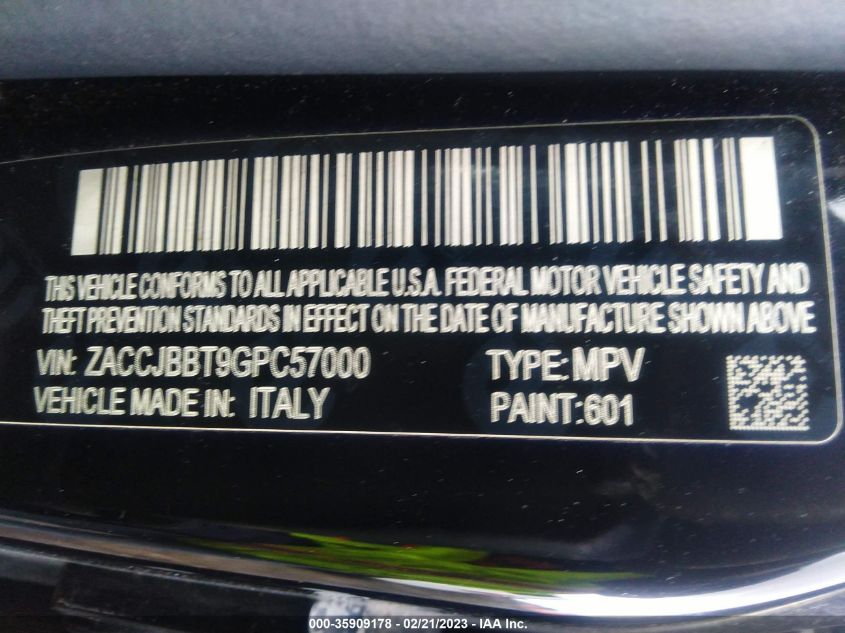 THIS VEHICLE CONFORMS TO ALL APPLICABLE U.S.A. FEDERAL MOTOR VEHICLE SAFETY AND
THEFT PREVENTION STANDARDS IN EFFECT ON THE DATE OF MANUFACTURE SHOWN ABOVE
VIN: ZACCJBBT9GPC57000 TYPE: MPV
VEHICLE MADE IN: ITALY PAINT:601
000-35909178 - 02/21/2023 - IAA Inc.